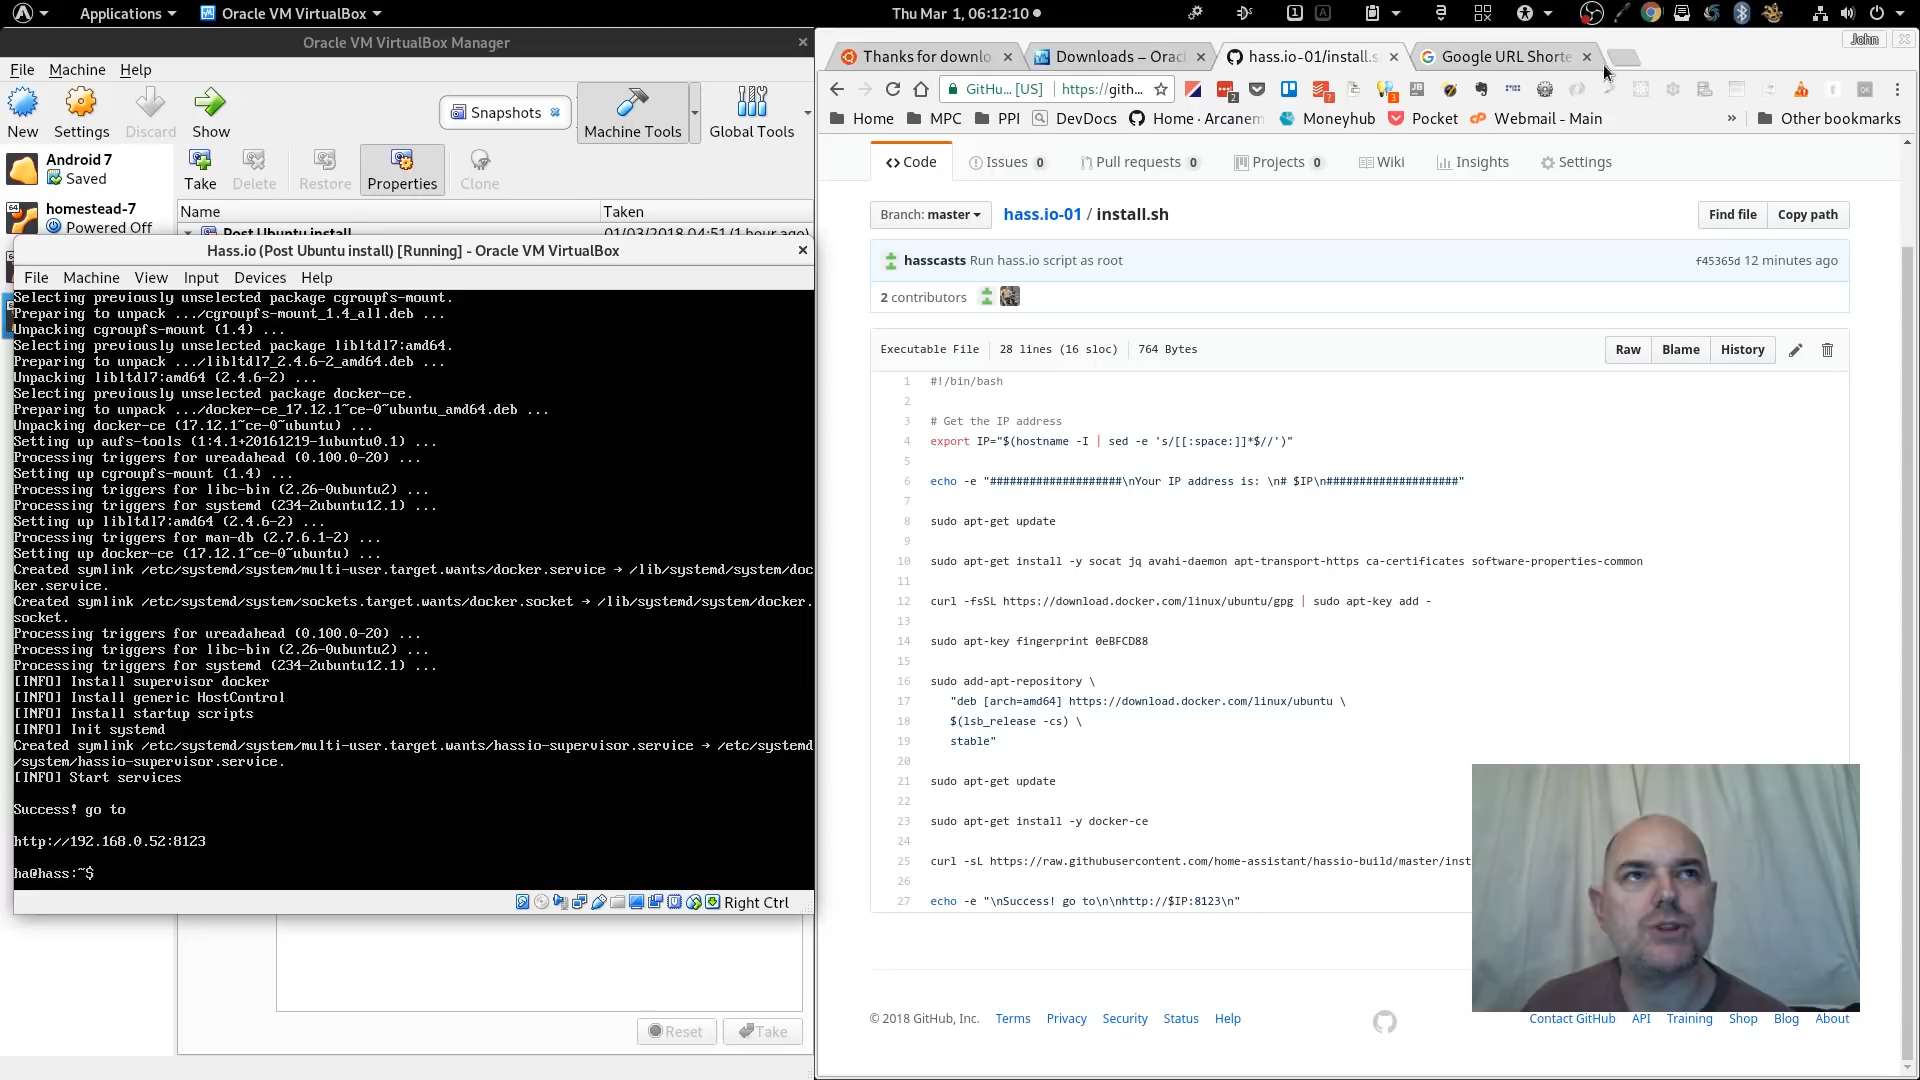 Applications
Oracle VM VirtualBox
Thu Mar 1, 06:12:10
1
A
Oracle VM VirtualBox Manager
File Machine Help
New
Settings
Discard
Show
Snapshots
Machine Tools
Global Tools
Android 7
Saved
homestead-7
Powered Off
Take
Delete
Restore
Properties
Clone
Name
Taken
Post Ubuntu install
01/03/2018 04:51 (1 hour ago)
Hass.io (Post Ubuntu install) [Running] - Oracle VM VirtualBox
File Machine View Input Devices Help
Selecting previously unselected package cgroupfs-mount.
Preparing to unpack .../cgroupfs-mount_1.4_all.deb ...
Unpacking cgroupfs-mount (1.4) ...
Selecting previously unselected package libltdl7:amd64.
Preparing to unpack .../libltdl7_2.4.6-2_amd64.deb ...
Unpacking libltdl7:amd64 (2.4.6-2) ...
Selecting previously unselected package docker-ce.
Preparing to unpack .../docker-ce_17.12.1~ce-0~ubuntu_amd64.deb ...
Unpacking docker-ce (17.12.1~ce-0~ubuntu) ...
Setting up aufs-tools (1:4.1+20161219-1ubuntu0.1) ...
Processing triggers for ureadahead (0.100.0-20) ...
Setting up cgroupfs-mount (1.4) ...
Processing triggers for libc-bin (2.26-0ubuntu2) ...
Processing triggers for systemd (234-2ubuntu12.1) ...
Setting up libltdl7:amd64 (2.4.6-2) ...
Processing triggers for man-db (2.7.6.1-2) ...
Setting up docker-ce (17.12.1~ce-0~ubuntu) ...
Created symlink /etc/systemd/system/multi-user.target.wants/docker.service → /lib/systemd/system/doc
ker.service.
Created symlink /etc/systemd/system/sockets.target.wants/docker.socket → /lib/systemd/system/docker.
socket.
Processing triggers for ureadahead (0.100.0-20) ...
Processing triggers for libc-bin (2.26-0ubuntu2) ...
Processing triggers for systemd (234-2ubuntu12.1) ...
[INFO] Install supervisor docker
[INFO] Install generic HostControl
[INFO] Install startup scripts
[INFO] Init systemd
Created symlink /etc/systemd/system/multi-user.target.wants/hassio-supervisor.service → /etc/systemd
/system/hassio-supervisor.service.
[INFO] Start services
Success! go to
http://192.168.0.52:8123
ha@hass:~$
Right Ctrl
Reset
Take
John
Thanks for downlo
Downloads – Orac
hass.io-01/install.s
Google URL Shorte
GitHu... [US]
https://gith...
Home
MPC
PPI
DevDocs
Home · Arcanem
Moneyhub
Pocket
Webmail - Main
» Other bookmarks
<> Code
Issues 0
Pull requests 0
Projects 0
Wiki
Insights
Settings
Branch: master
hass.io-01 / install.sh
Find file
Copy path
hasscasts Run hass.io script as root
f45365d 12 minutes ago
2 contributors
Executable File
28 lines (16 sloc)
764 Bytes
Raw
Blame
History
1 #!/bin/bash
2
3 # Get the IP address
4 export IP="$(hostname -I | sed -e 's/[[:space:]]*$//')"
5
6 echo -e "####################\nYour IP address is: \n# $IP\n####################"
7
8 sudo apt-get update
9
10 sudo apt-get install -y socat jq avahi-daemon apt-transport-https ca-certificates software-properties-common
11
12 curl -fsSL https://download.docker.com/linux/ubuntu/gpg | sudo apt-key add -
13
14 sudo apt-key fingerprint 0eBFCD88
15
16 sudo add-apt-repository \
17 "deb [arch=amd64] https://download.docker.com/linux/ubuntu \
18 $(lsb_release -cs) \
19 stable"
20
21 sudo apt-get update
22
23 sudo apt-get install -y docker-ce
24
25 curl -sL https://raw.githubusercontent.com/home-assistant/hassio-build/master/inst
26
27 echo -e "\nSuccess! go to\n\nhttp://$IP:8123\n"
© 2018 GitHub, Inc.
Terms
Privacy
Security
Status
Help
Contact GitHub
API
Training
Shop
Blog
About